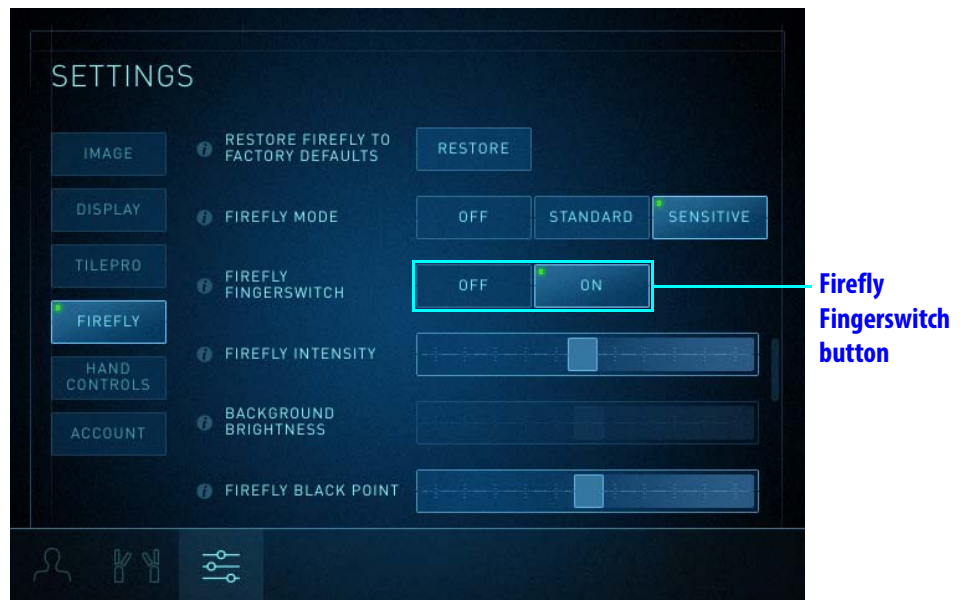 SETTINGS
IMAGE
DISPLAY
TILEPRO
FIREFLY
HAND
CONTROLS
ACCOUNT
RESTORE FIREFLY TO
FACTORY DEFAULTS
RESTORE
FIREFLY MODE
OFF
STANDARD
SENSITIVE
FIREFLY
FINGERSWITCH
OFF
ON
FIREFLY INTENSITY
BACKGROUND
BRIGHTNESS
FIREFLY BLACK POINT
Firefly
Fingerswitch
button